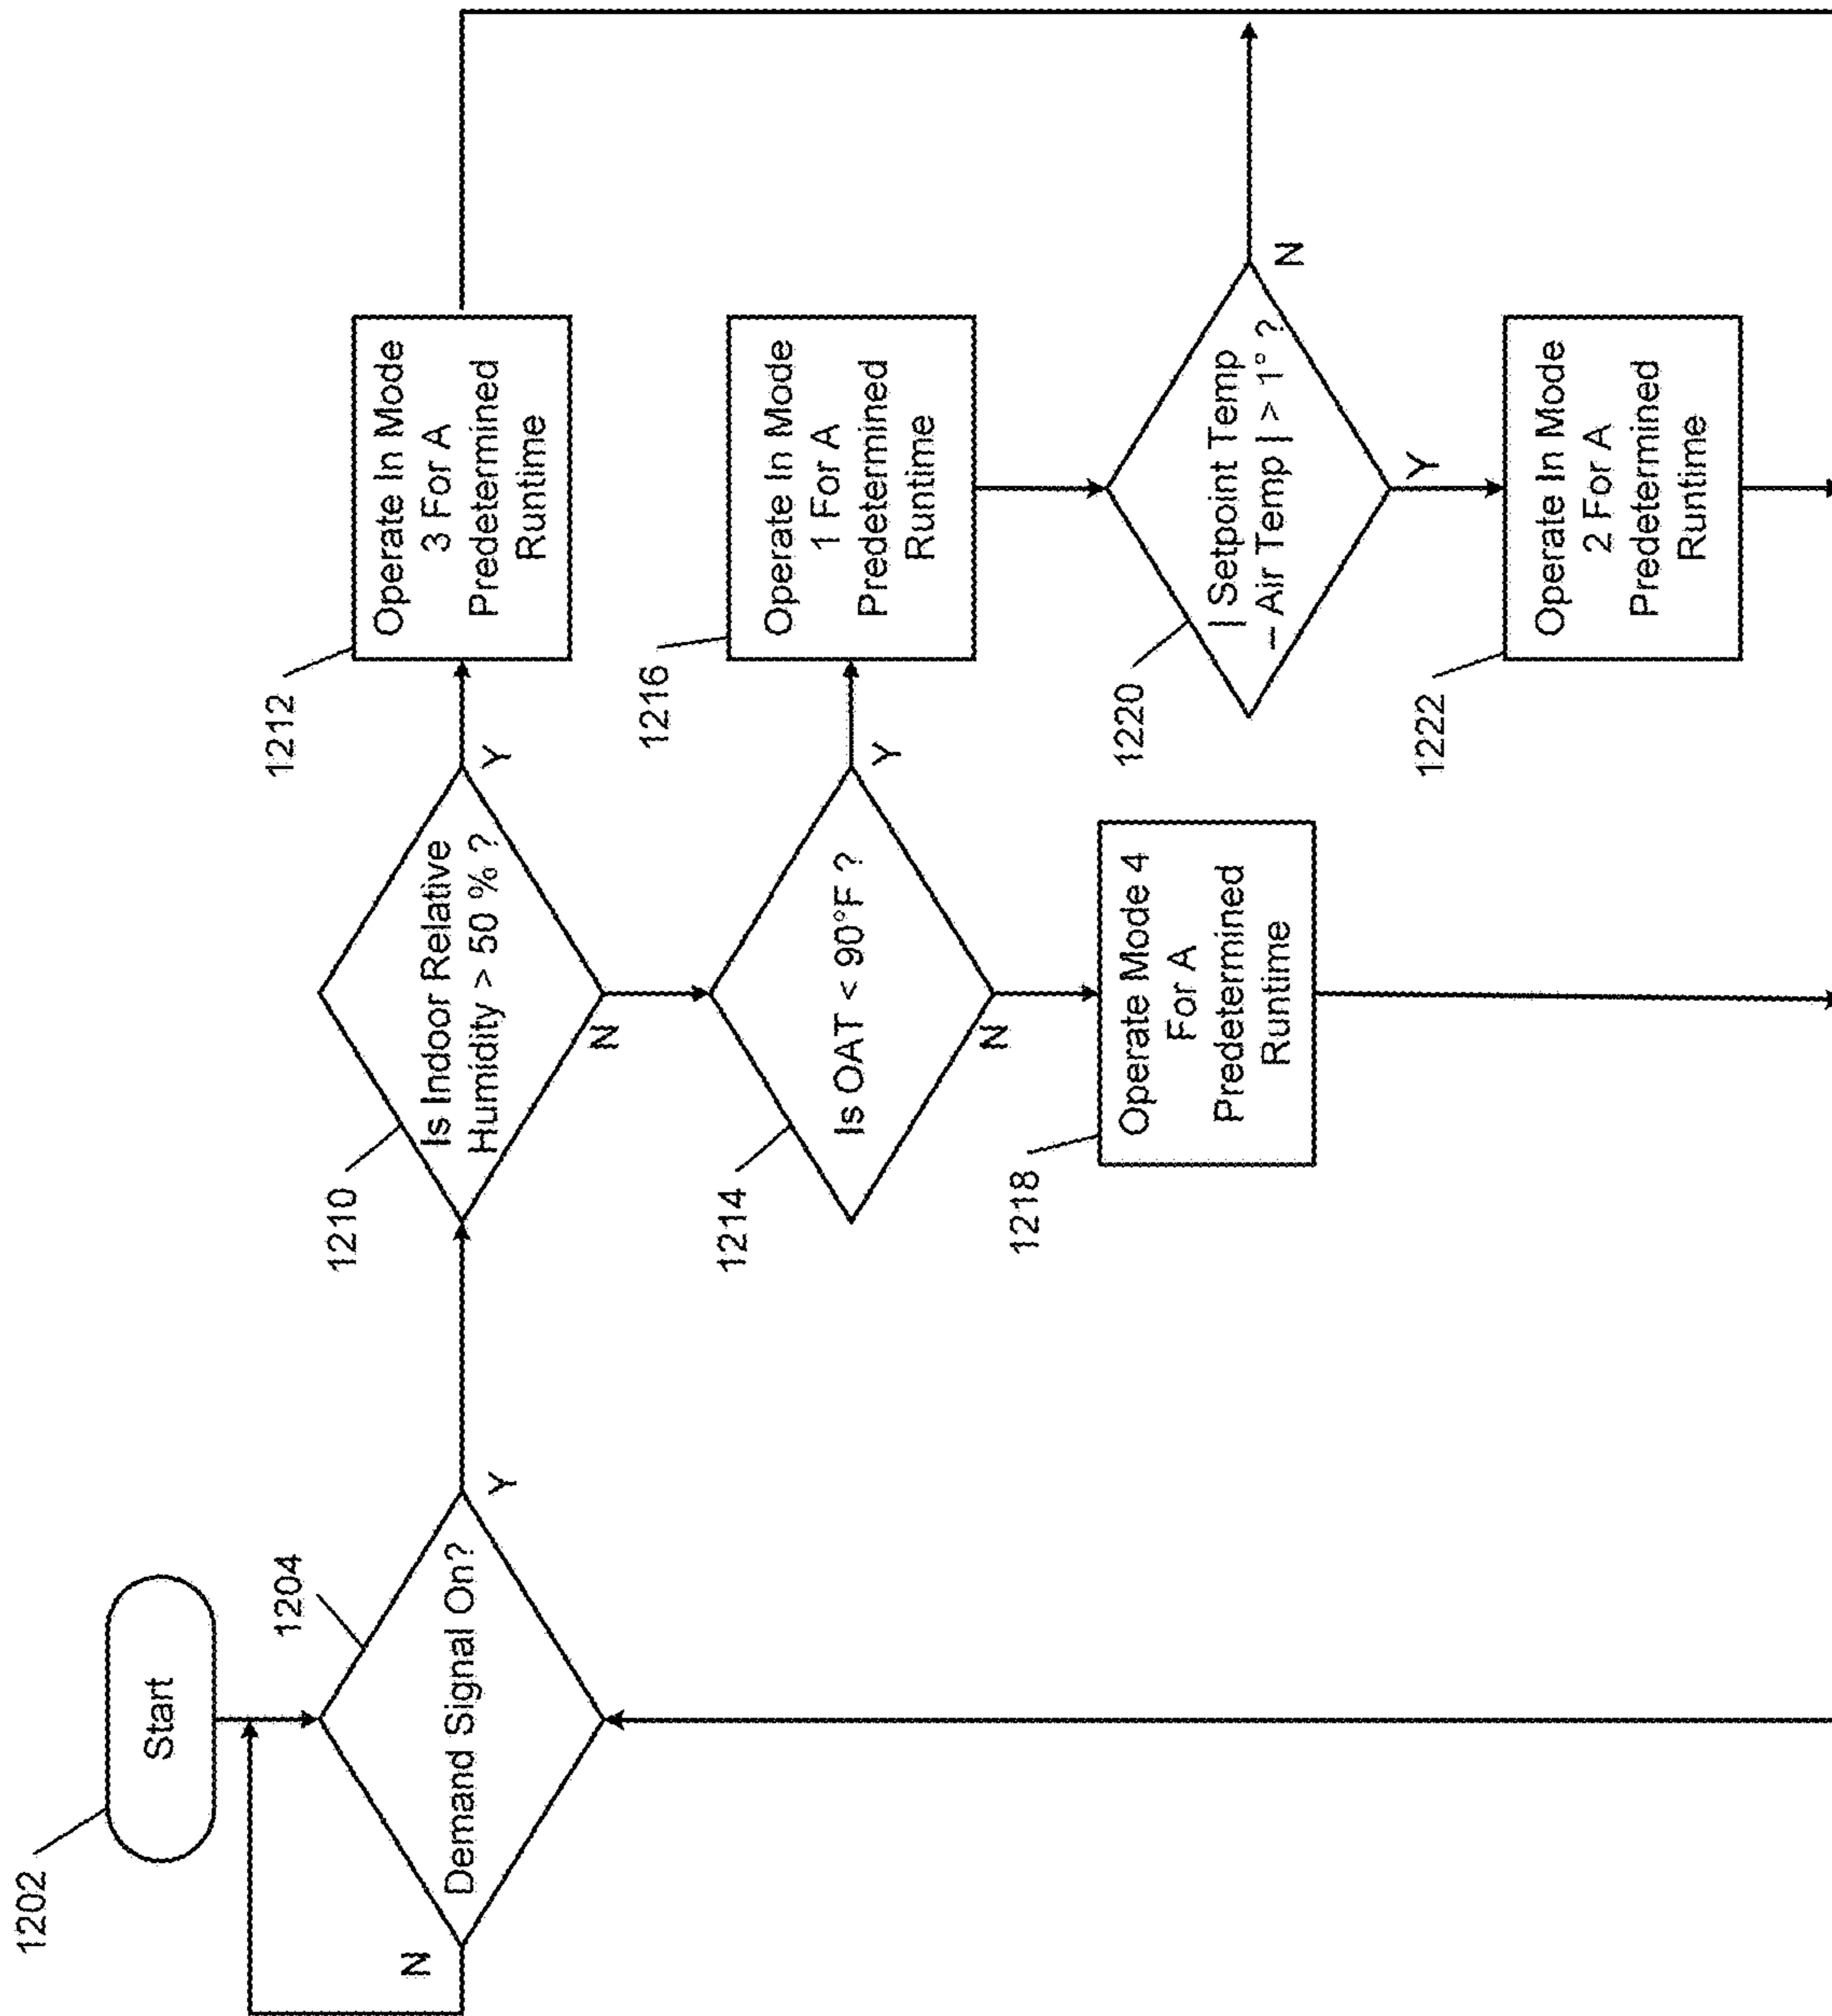 1202
Start
1204
Demand Signal On?
N
Y
1210
Is Indoor Relative
Humidity > 50 % ?
Y
N
1212
Operate In Mode
3 For A
Predetermined
Runtime
1214
Is OAT < 90°F ?
Y
N
1216
Operate In Mode
1 For A
Predetermined
Runtime
1218
Operate Mode 4
For A
Predetermined
Runtime
1220
| Setpoint Temp
– Air Temp | > 1° ?
N
Y
1222
Operate In Mode
2 For A
Predetermined
Runtime